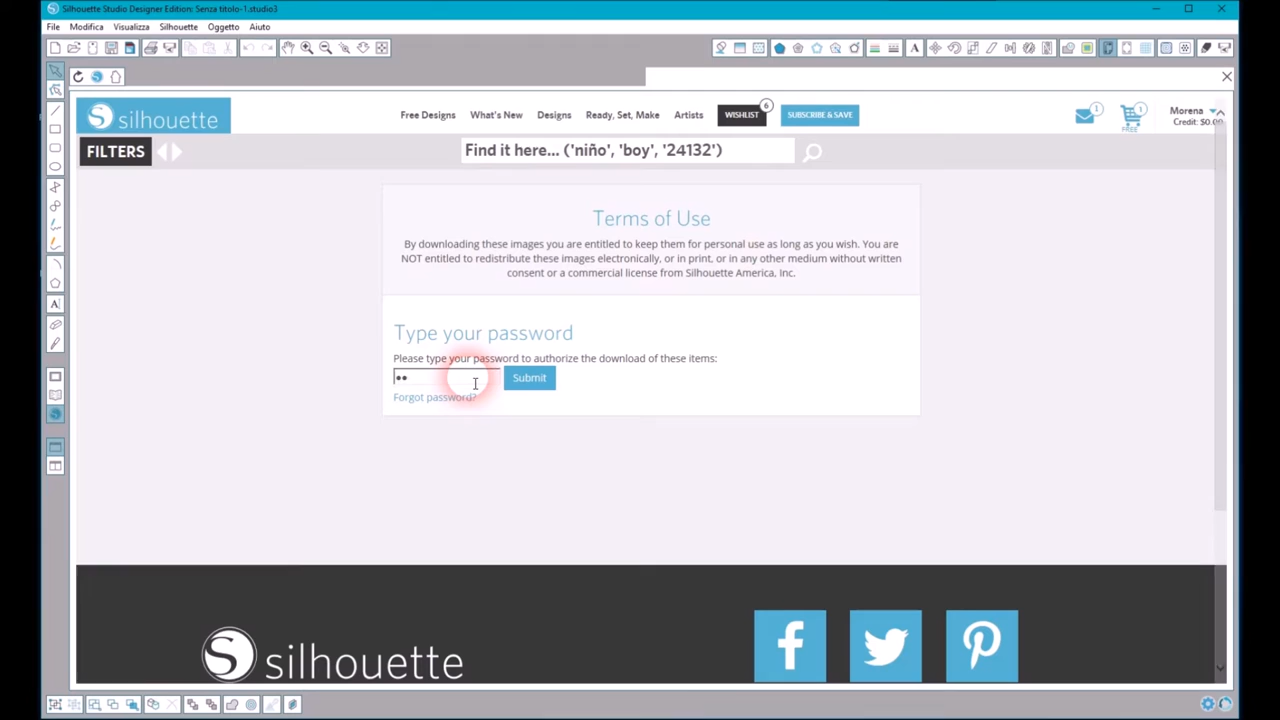 Silhouette Studio Designer Edition: Senza titolo-1.studio3
File Modifica Visualizza Silhouette Oggetto Aiuto
silhouette
Free Designs What's New Designs Ready, Set, Make Artists WISHLIST 6 SUBSCRIBE & SAVE 1 1 FREE Morena
Credit: $0.00
FILTERS
Find it here... ('niño', 'boy', '24132')
Terms of Use
By downloading these images you are entitled to keep them for personal use as long as you wish. You are
NOT entitled to redistribute these images electronically, or in print, or in any other medium without written
consent or a commercial license from Silhouette America, Inc.
Type your password
Please type your password to authorize the download of these items:
Submit
Forgot password?
silhouette